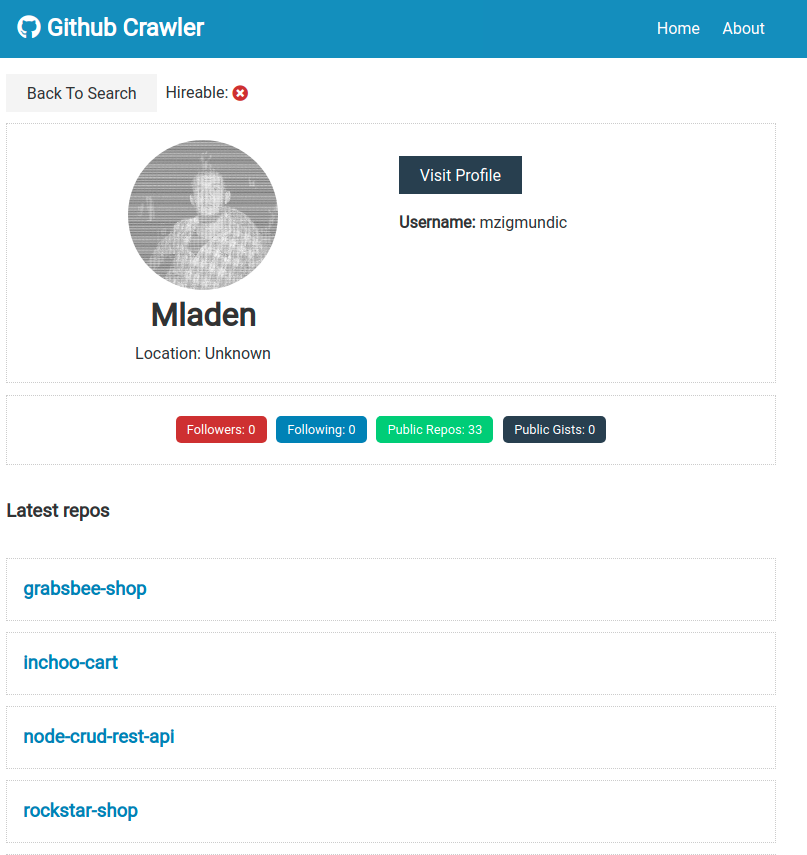 Github Crawler Home About
Back To Search Hireable:
Visit Profile
Username: mzigmundic
Mladen
Location: Unknown
Followers: 0 Following: 0 Public Repos: 33 Public Gists: 0
Latest repos
grabsbee-shop
inchoo-cart
node-crud-rest-api
rockstar-shop